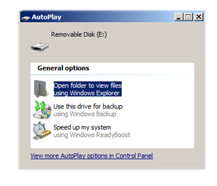 AutoPlay
Removable Disk (E:)
General options
Open folder to view files
using Windows Explorer
Use this drive for backup
using Windows Backup
Speed up my system
using Windows ReadyBoost
View more AutoPlay options in Control Panel